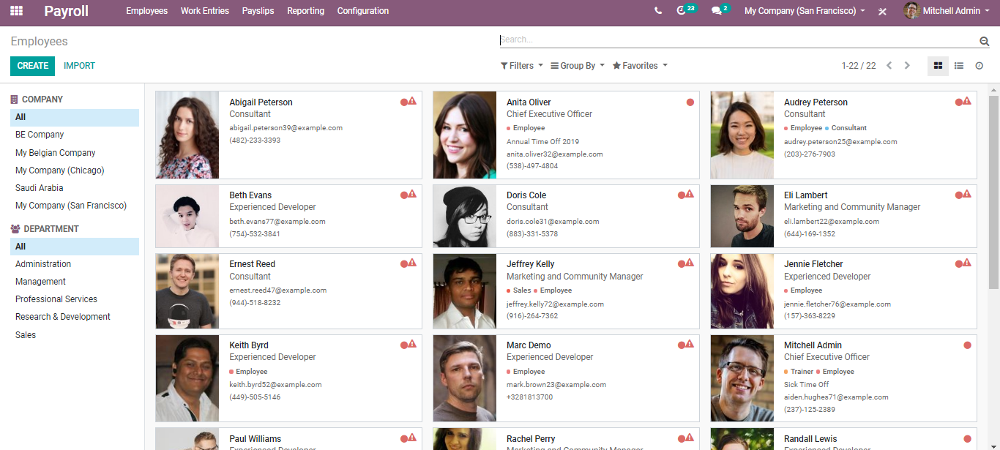 Payroll Employees Work Entries Payslips Reporting Configuration 23 2 My Company (San Francisco) Mitchell Admin
Employees
Search...
CREATE IMPORT
Filters Group By Favorites 1-22 / 22
COMPANY
All
BE Company
My Belgian Company
My Company (Chicago)
Saudi Arabia
My Company (San Francisco)
DEPARTMENT
All
Administration
Management
Professional Services
Research & Development
Sales
Abigail Peterson
Consultant
abigail.peterson39@example.com
(482)-233-3393
Anita Oliver
Chief Executive Officer
Employee
Annual Time Off 2019
anita.oliver32@example.com
(538)-497-4804
Audrey Peterson
Consultant
Employee Consultant
audrey.peterson25@example.com
(203)-276-7903
Beth Evans
Experienced Developer
beth.evans77@example.com
(754)-532-3841
Doris Cole
Consultant
doris.cole31@example.com
(883)-331-5378
Eli Lambert
Marketing and Community Manager
eli.lambert22@example.com
(644)-169-1352
Ernest Reed
Consultant
ernest.reed47@example.com
(944)-518-8232
Jeffrey Kelly
Marketing and Community Manager
Sales Employee
jeffrey.kelly72@example.com
(916)-264-7362
Jennie Fletcher
Experienced Developer
Employee
jennie.fletcher76@example.com
(157)-363-8229
Keith Byrd
Experienced Developer
Employee
keith.byrd52@example.com
(449)-505-5146
Marc Demo
Experienced Developer
Employee
mark.brown23@example.com
+3281813700
Mitchell Admin
Chief Executive Officer
Trainer Employee
Sick Time Off
aiden.hughes71@example.com
(237)-125-2389
Paul Williams
Experienced Developer
Rachel Perry
Marketing and Community Manager
Randall Lewis
Experienced Developer